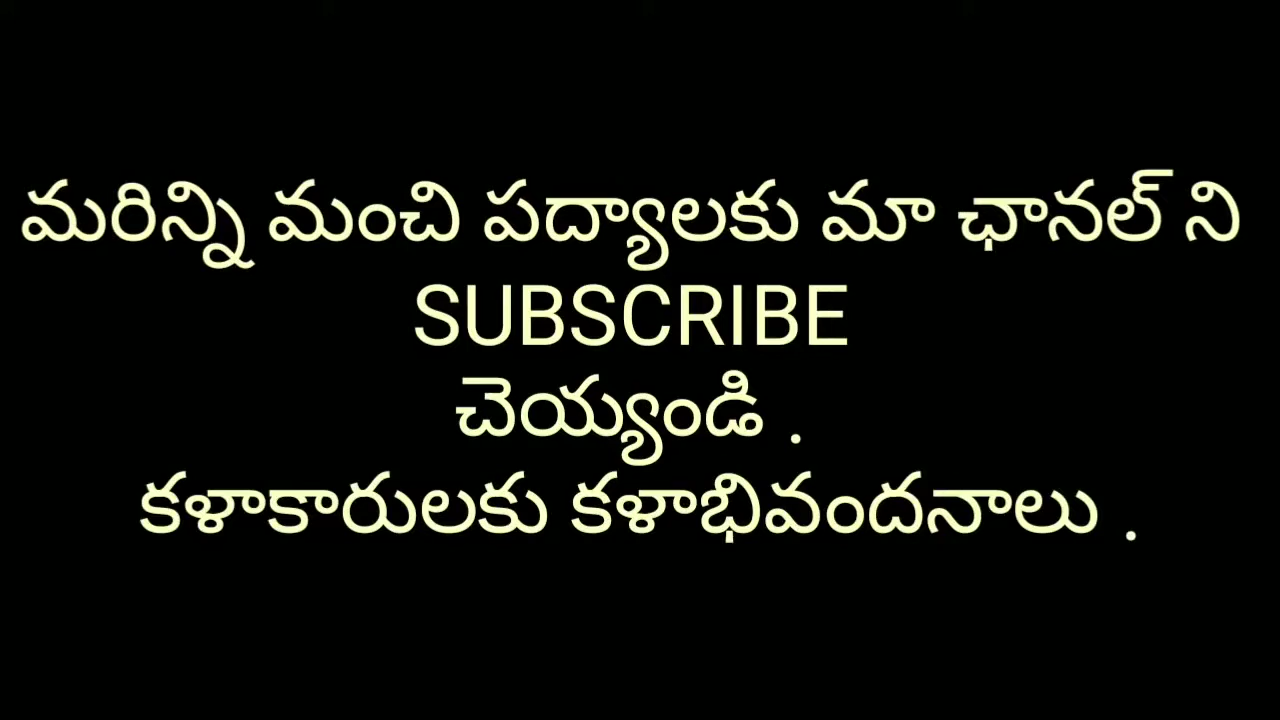 మరిన్ని మంచి పద్యాలకు మా ఛానల్ ని
SUBSCRIBE
చెయ్యండి .
కళాకారులకు కళాభివందనాలు .